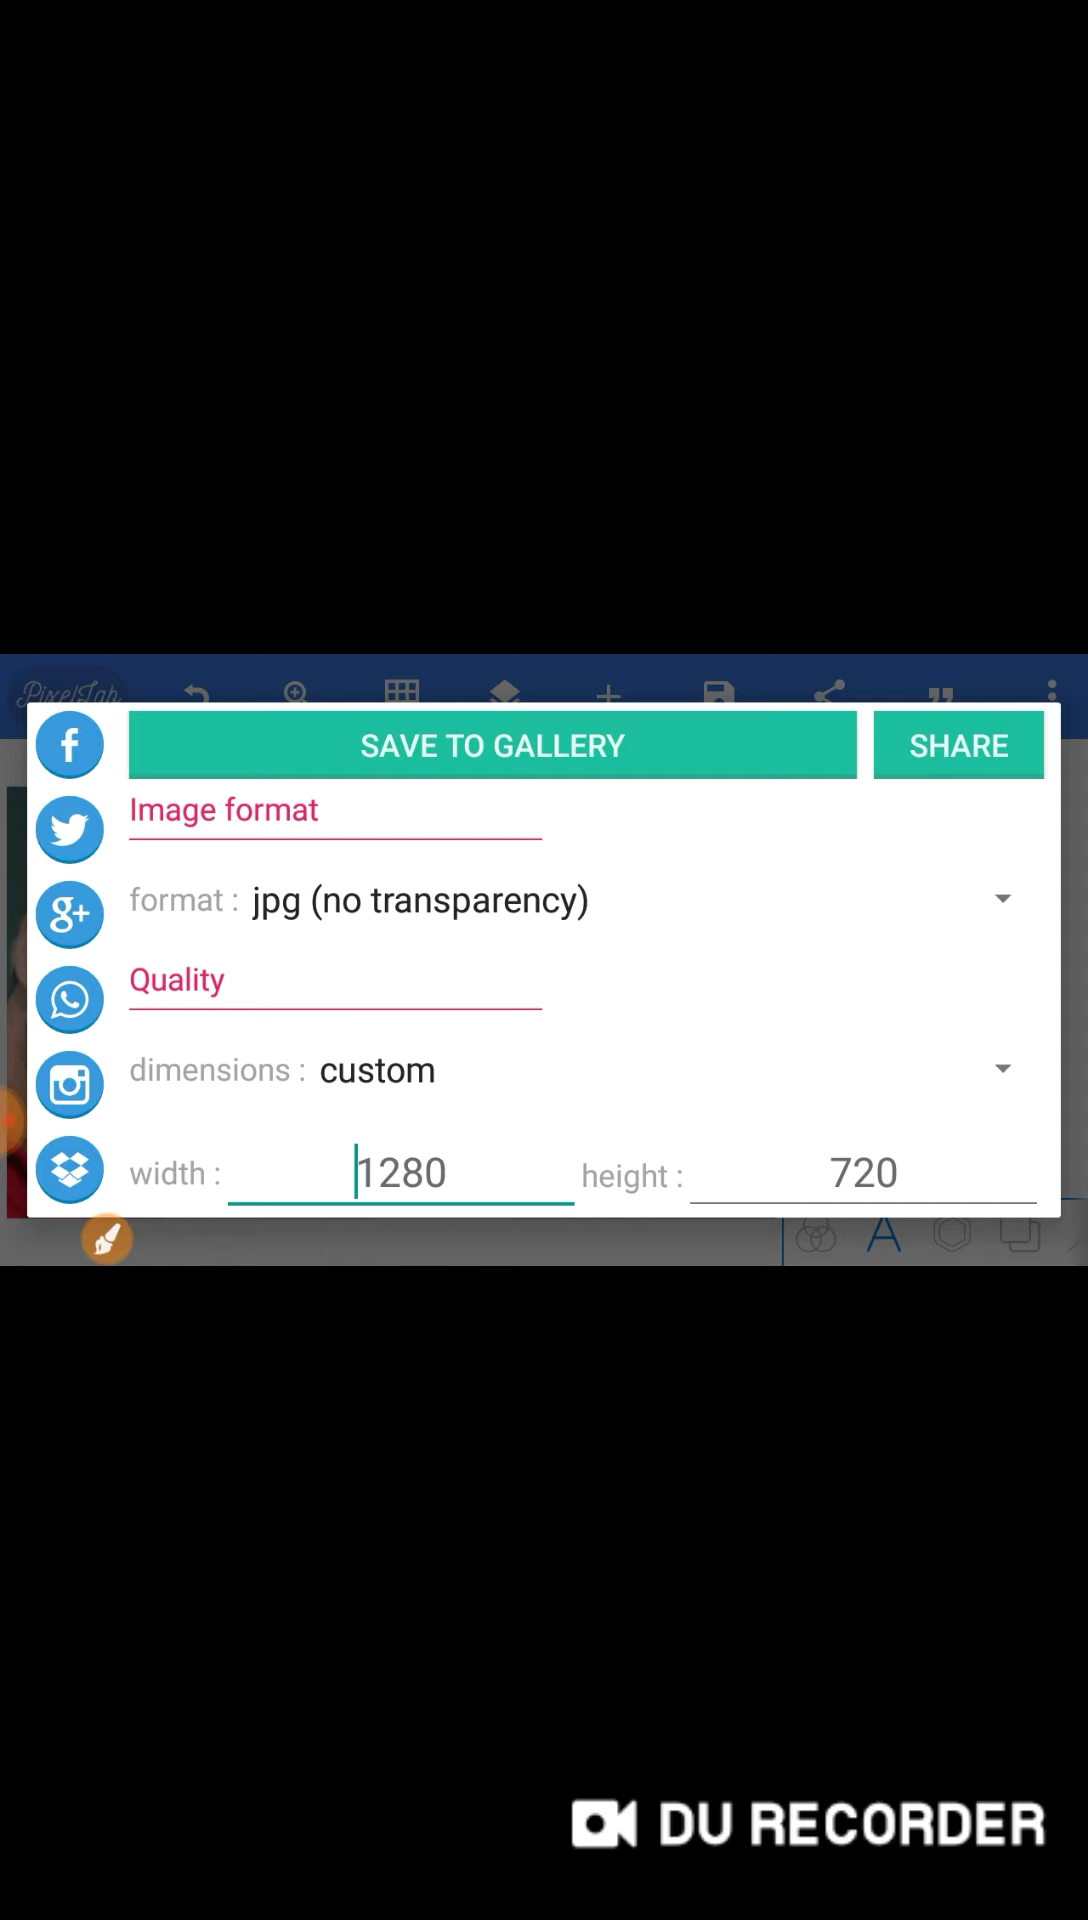 PixelLab
SAVE TO GALLERY
SHARE
Image format
format : jpg (no transparency)
Quality
dimensions : custom
width : 1280 height : 720
DU RECORDER